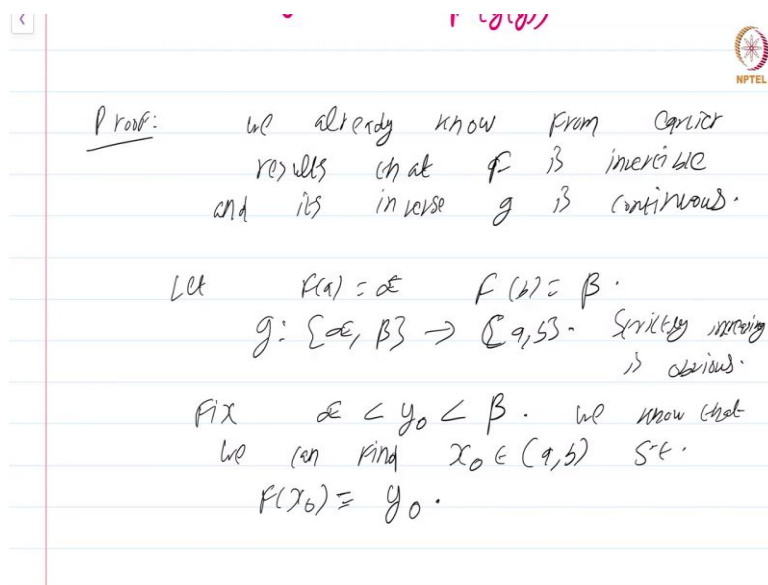 F'(g(y))
NPTEL
Proof: we already know from earlier
results that F is invertible
and its inverse g is continuous.
Let F(a) = α F(b) = β.
g: [α, β] → [a, b]. Strictly increasing
is obvious.
Fix α < y₀ < β. we know that
we can find x₀ ∈ (a, b) s.t.
F(x₀) = y₀.